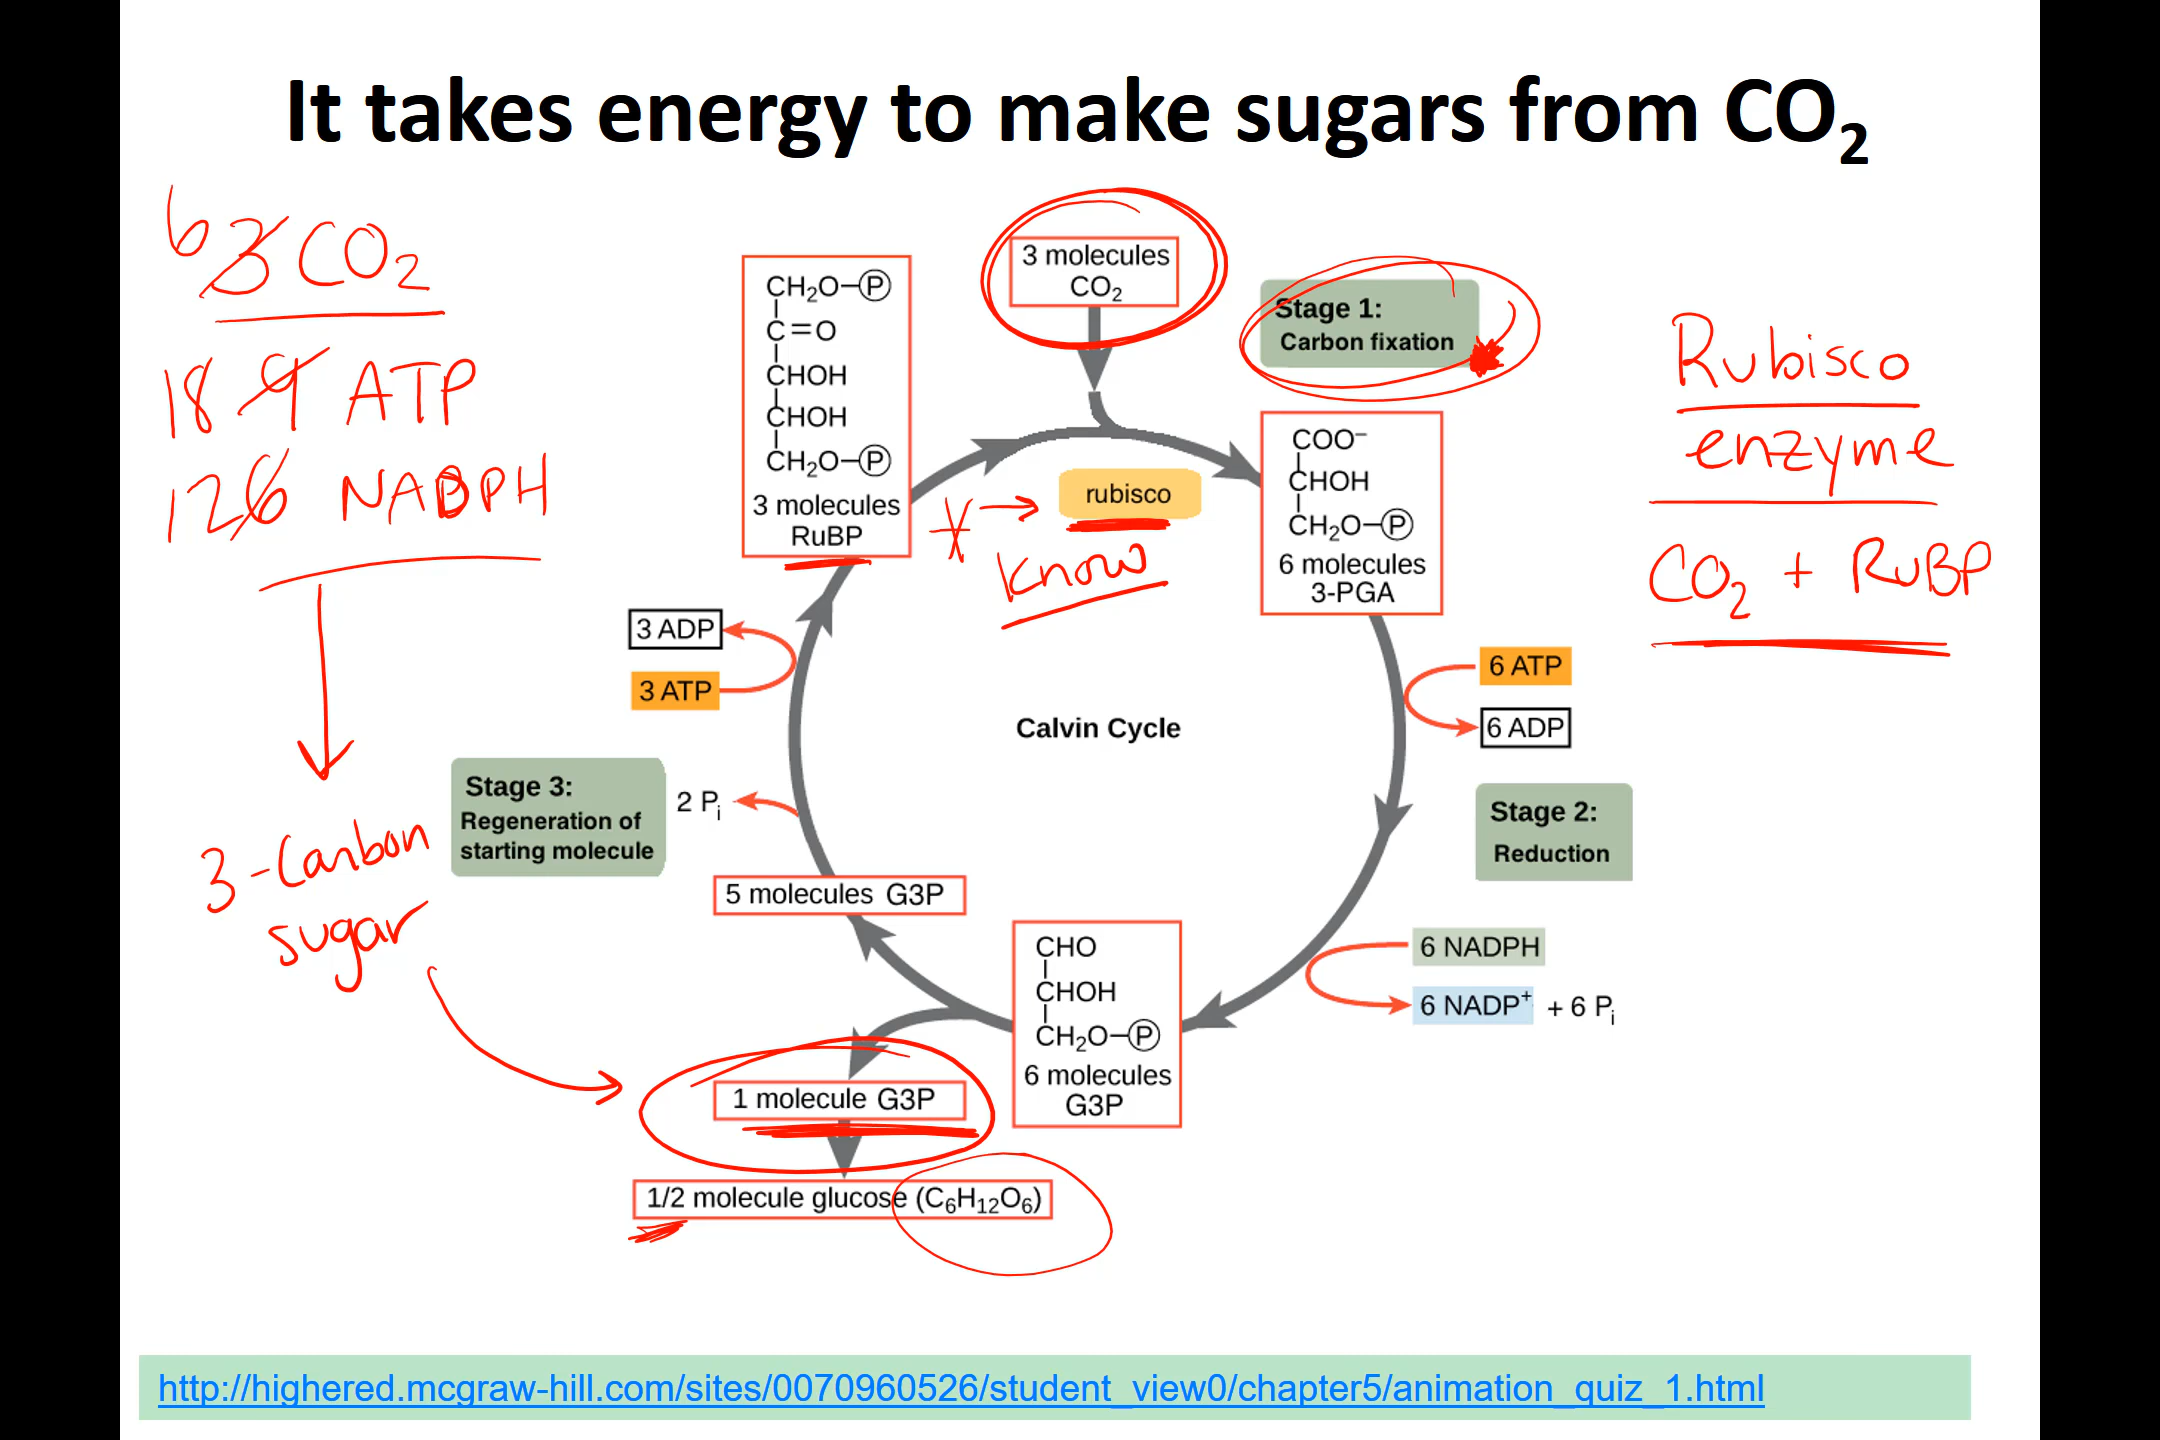 It takes energy to make sugars from CO₂
6 3 CO₂
18 9 ATP
12 6 NADPH
3-Carbon
sugar
3 molecules
CO₂
Stage 1:
Carbon fixation
CH₂O–Ⓟ
C=O
CHOH
CHOH
CH₂O–Ⓟ
3 molecules
RuBP
rubisco
know
COO⁻
CHOH
CH₂O–Ⓟ
6 molecules
3-PGA
Rubisco
enzyme
CO₂ + RuBP
3 ADP
3 ATP
6 ATP
6 ADP
Calvin Cycle
Stage 3:
Regeneration of
starting molecule
2 Pᵢ
Stage 2:
Reduction
5 molecules G3P
6 NADPH
6 NADP⁺ + 6 Pᵢ
CHO
CHOH
CH₂O–Ⓟ
6 molecules
G3P
1 molecule G3P
1/2 molecule glucose (C₆H₁₂O₆)
http://highered.mcgraw-hill.com/sites/0070960526/student_view0/chapter5/animation_quiz_1.html